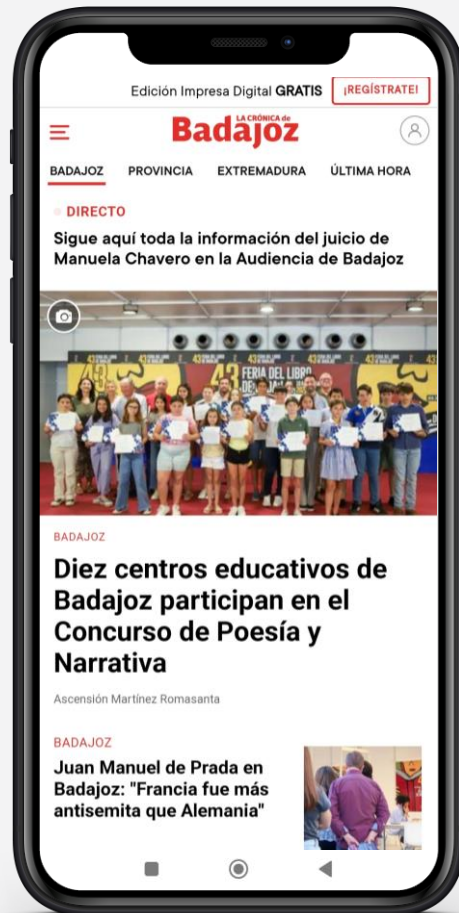 Edición Impresa Digital GRATIS
¡REGÍSTRATE!
LA CRÓNICA de
Badajoz
BADAJOZ PROVINCIA EXTREMADURA ÚLTIMA HORA
DIRECTO
Sigue aquí toda la información del juicio de
Manuela Chavero en la Audiencia de Badajoz
43 FERIA DEL LIBRO
BADAJOZ
Diez centros educativos de
Badajoz participan en el
Concurso de Poesía y
Narrativa
Ascensión Martínez Romasanta
BADAJOZ
Juan Manuel de Prada en
Badajoz: "Francia fue más
antisemita que Alemania"